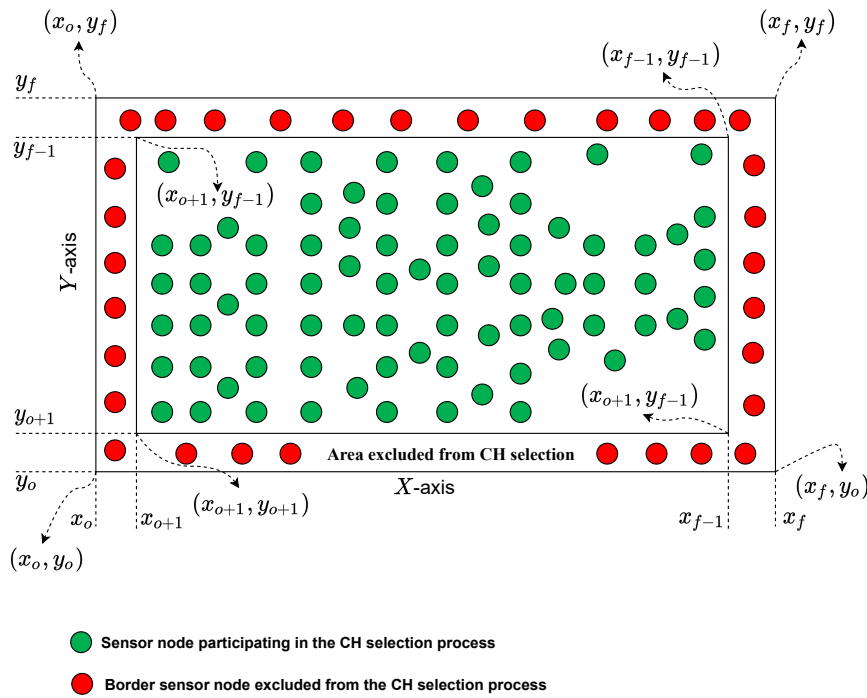 (x_o, y_f)
(x_f, y_f)
(x_{f-1}, y_{f-1})
y_f
y_{f-1}
(x_{o+1}, y_{f-1})
Y-axis
(x_{o+1}, y_{f-1})
y_{o+1}
Area excluded from CH selection
y_o
X-axis
(x_f, y_o)
(x_{o+1}, y_{o+1})
x_o
x_{o+1}
x_{f-1}
x_f
(x_o, y_o)
Sensor node participating in the CH selection process
Border sensor node excluded from the CH selection process